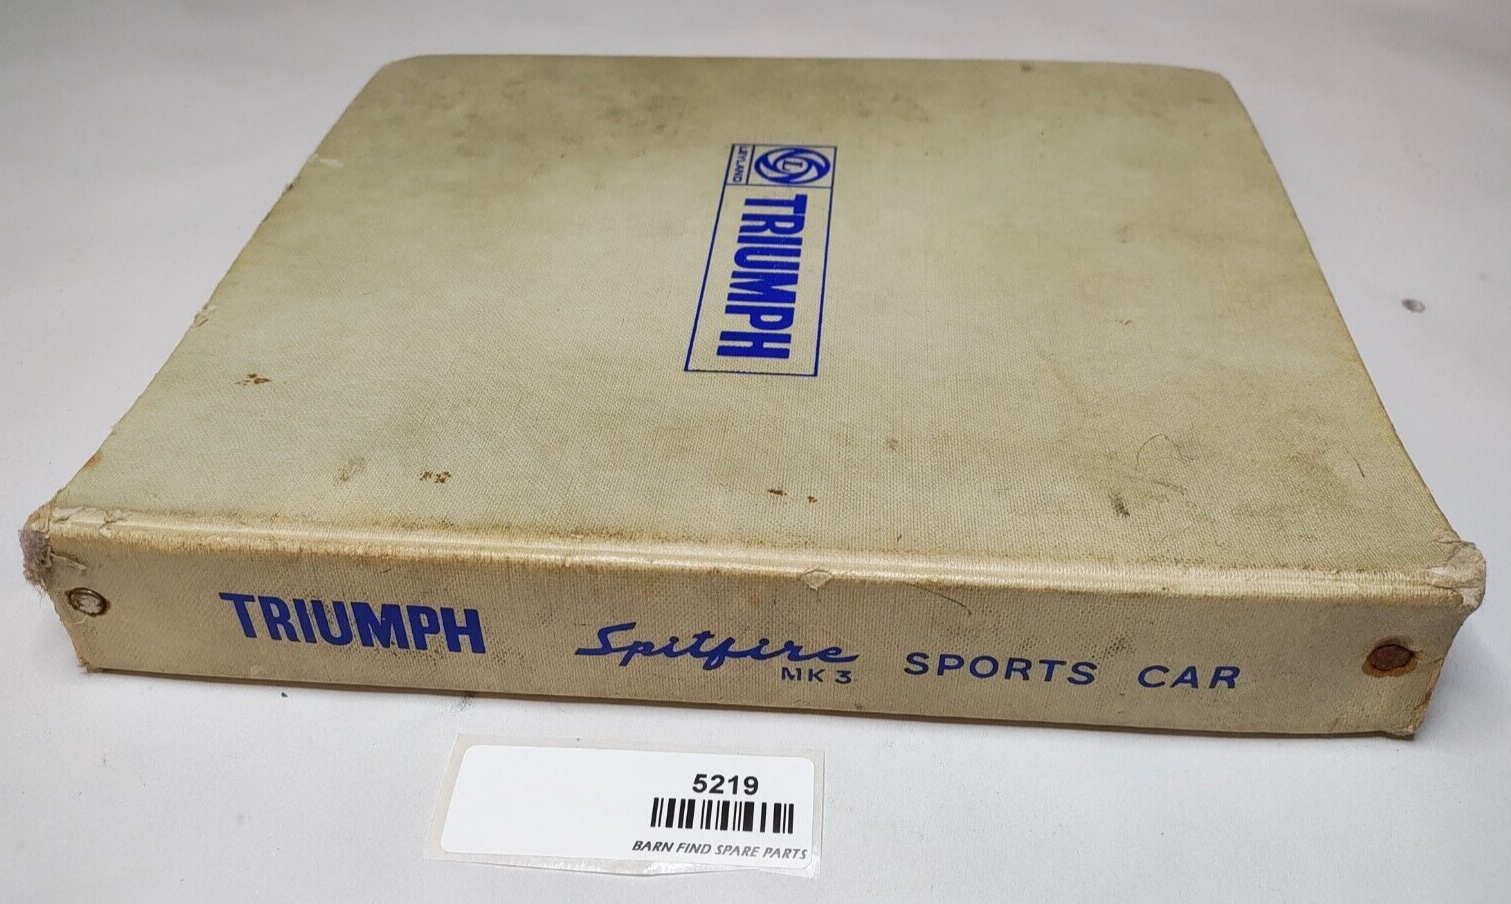 L
LEYLAND
TRIUMPH
TRIUMPH Spitfire SPORTS CAR
MK 3
5219
BARN FIND SPARE PARTS